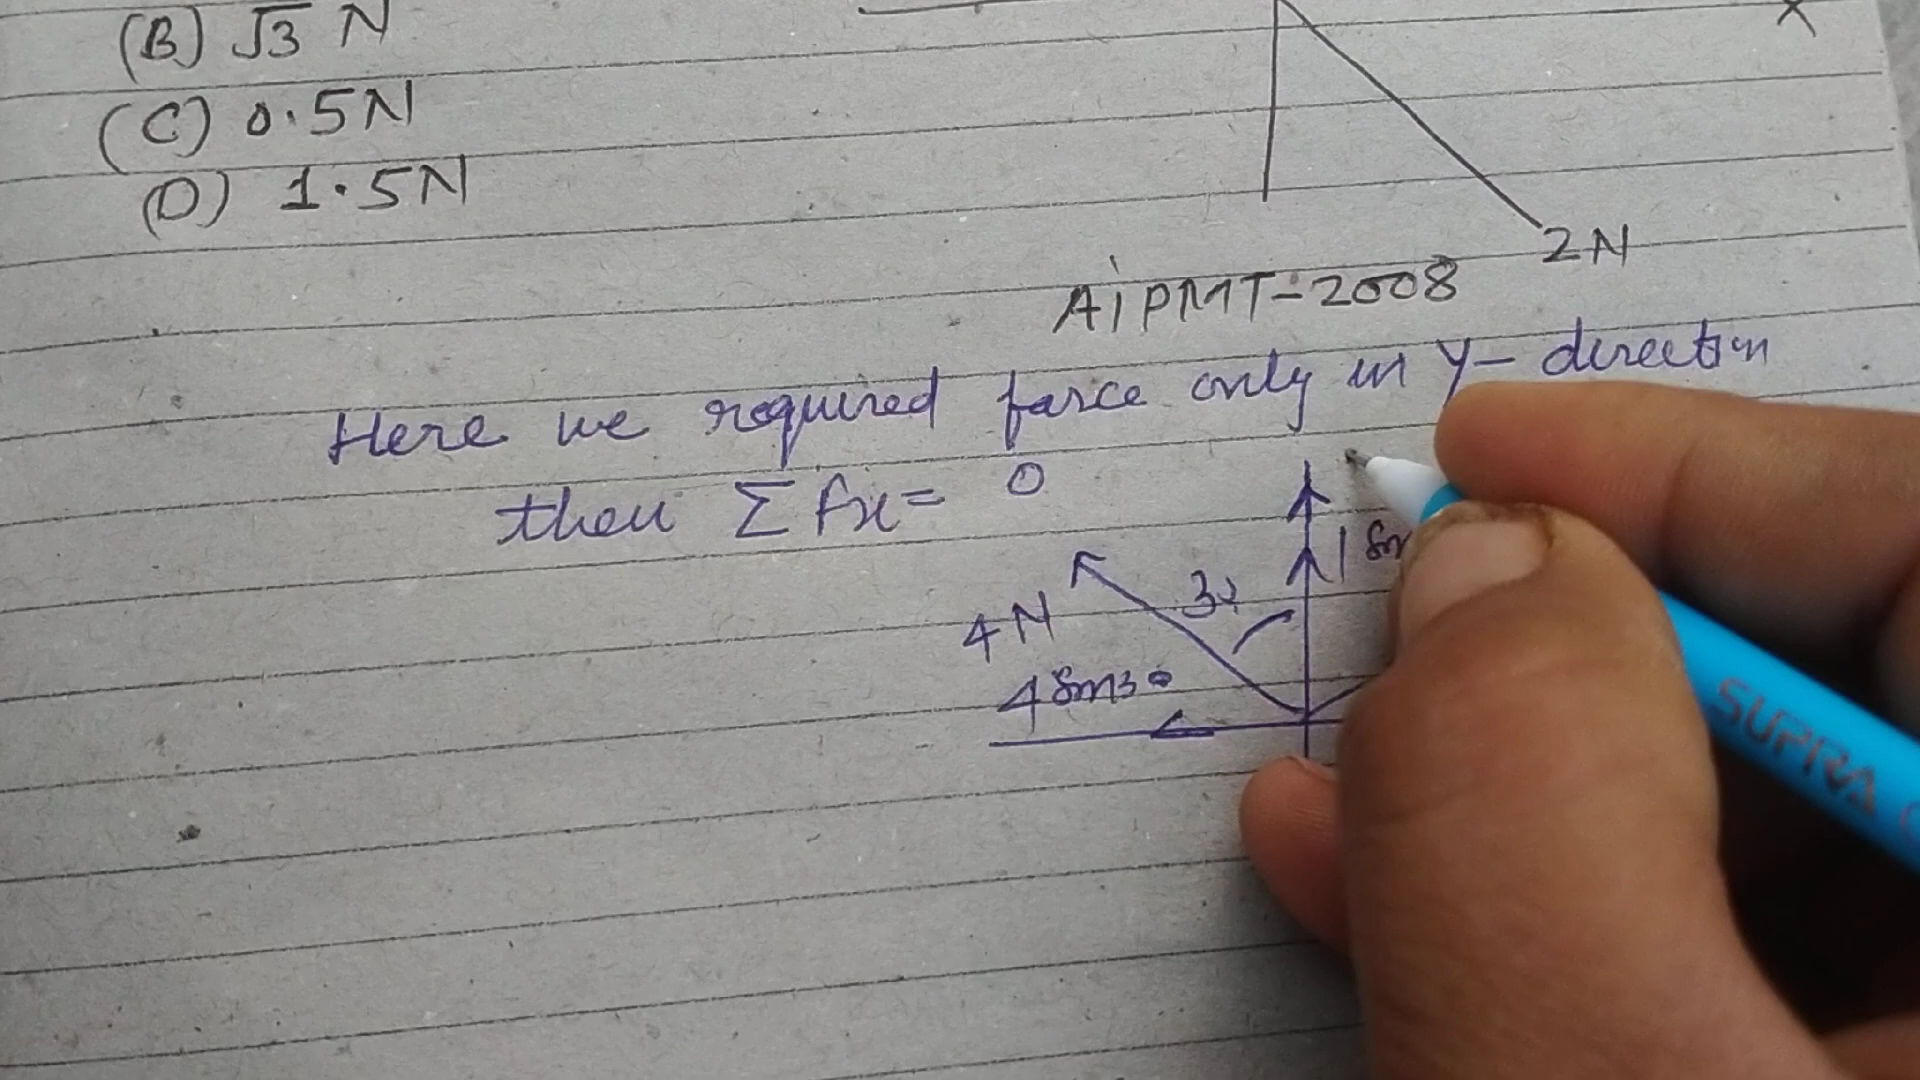 (B) √3 N
X
(C) 0.5N
(D) 1.5N
2N
AIPMT-2008
Here we required force only in Y-direction
then Σ Fx = 0
4N
4 sin30
SUPRA